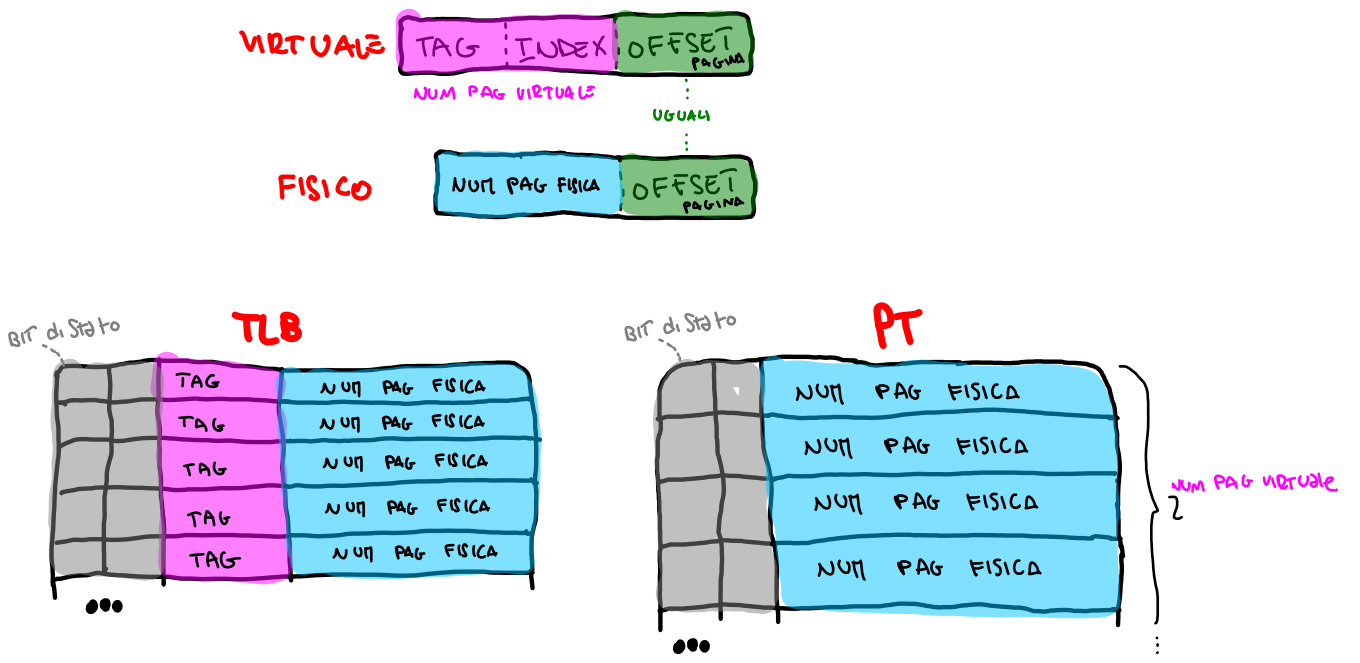 VIRTUALE TAG INDEX OFFSET
PAGINA
NUM PAG VIRTUALE
UGUALI
FISICO NUM PAG FISICA OFFSET
PAGINA
BIT di Stato
TLB
TAG NUM PAG FISICA
TAG NUM PAG FISICA
TAG NUM PAG FISICA
TAG NUM PAG FISICA
TAG NUM PAG FISICA
BIT di Stato
PT
NUM PAG FISICA
NUM PAG FISICA
NUM PAG FISICA
NUM PAG FISICA
2 NUM PAG VIRTUALE